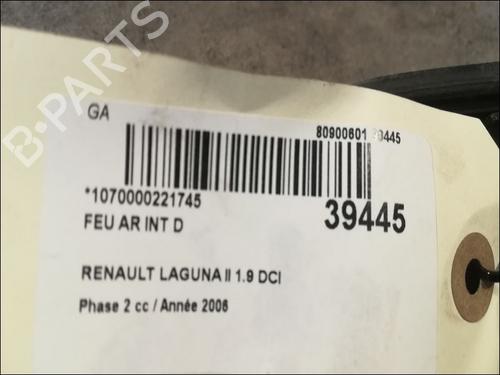 GA
80900601 39445
*1070000221745
39445
FEU AR INT D
RENAULT LAGUNA II 1.9 DCI
Phase 2 cc / Année 2006
B-PARTS